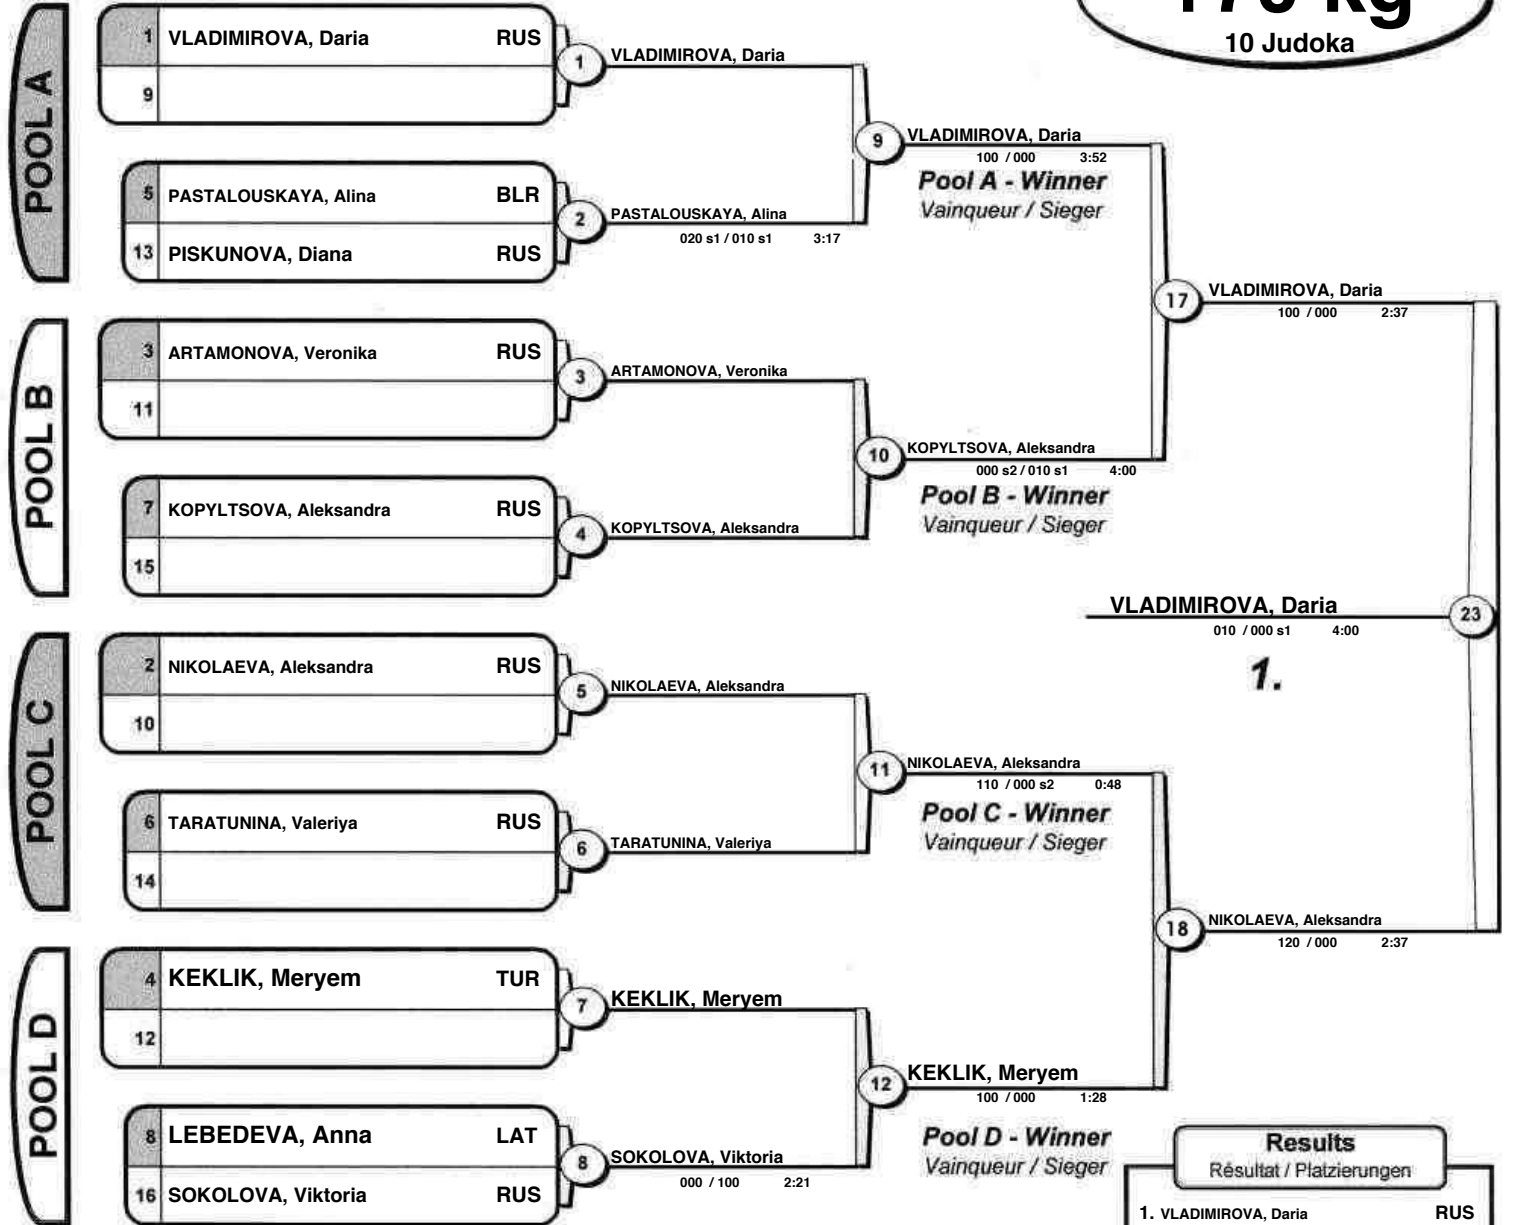 10 Judoka
POOL A
1 VLADIMIROVA, Daria RUS
9
5 PASTALOUSKAYA, Alina BLR
13 PISKUNOVA, Diana RUS
1 VLADIMIROVA, Daria
2 PASTALOUSKAYA, Alina
020 s1 / 010 s1 3:17
9 VLADIMIROVA, Daria
100 / 000 3:52
Pool A - Winner
Vainqueur / Sieger
POOL B
3 ARTAMONOVA, Veronika RUS
11
7 KOPYLTSOVA, Aleksandra RUS
15
3 ARTAMONOVA, Veronika
4 KOPYLTSOVA, Aleksandra
10 KOPYLTSOVA, Aleksandra
000 s2 / 010 s1 4:00
Pool B - Winner
Vainqueur / Sieger
17 VLADIMIROVA, Daria
100 / 000 2:37
VLADIMIROVA, Daria 23
010 / 000 s1 4:00
1.
POOL C
2 NIKOLAEVA, Aleksandra RUS
10
6 TARATUNINA, Valeriya RUS
14
5 NIKOLAEVA, Aleksandra
6 TARATUNINA, Valeriya
11 NIKOLAEVA, Aleksandra
110 / 000 s2 0:48
Pool C - Winner
Vainqueur / Sieger
POOL D
4 KEKLIK, Meryem TUR
12
8 LEBEDEVA, Anna LAT
16 SOKOLOVA, Viktoria RUS
7 KEKLIK, Meryem
8 SOKOLOVA, Viktoria
000 / 100 2:21
12 KEKLIK, Meryem
100 / 000 1:28
Pool D - Winner
Vainqueur / Sieger
18 NIKOLAEVA, Aleksandra
120 / 000 2:37
Results
Résultat / Platzierungen
1. VLADIMIROVA, Daria RUS